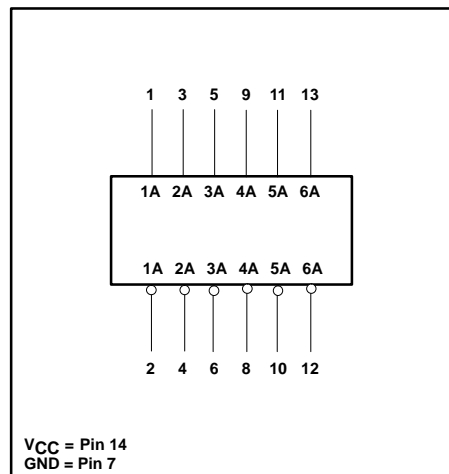 1 3 5 9 11 13
1A 2A 3A 4A 5A 6A
1A 2A 3A 4A 5A 6A
2 4 6 8 10 12
VCC = Pin 14
GND = Pin 7